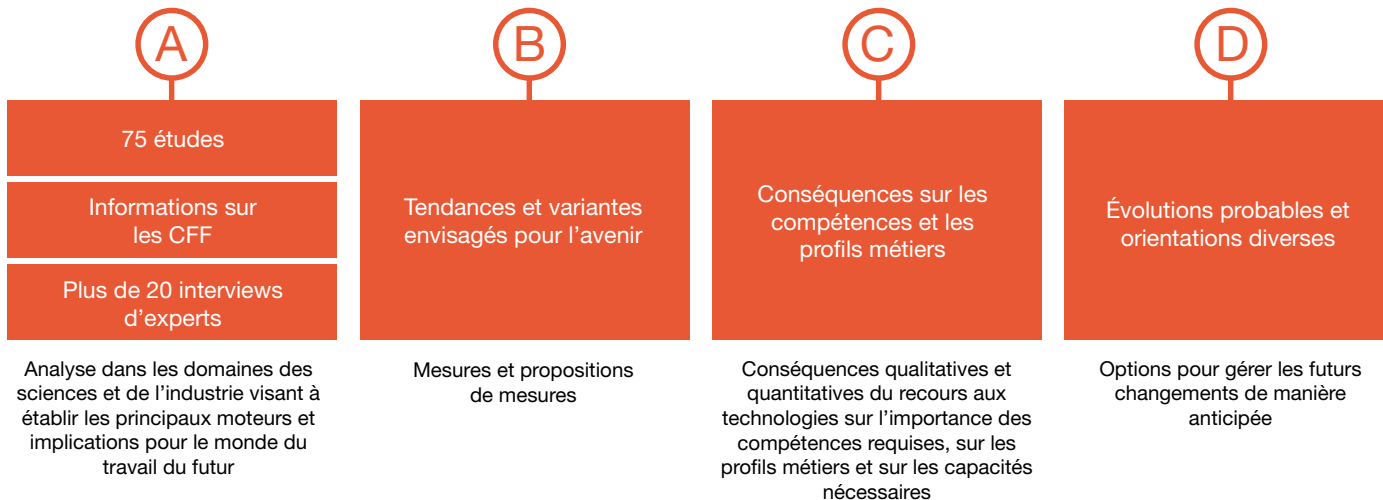 A
75 études
Informations sur
les CFF
Plus de 20 interviews
d’experts
Analyse dans les domaines des
sciences et de l’industrie visant à
établir les principaux moteurs et
implications pour le monde du
travail du futur
B
Tendances et variantes
envisagés pour l’avenir
Mesures et propositions
de mesures
C
Conséquences sur les
compétences et les
profils métiers
Conséquences qualitatives et
quantitatives du recours aux
technologies sur l’importance des
compétences requises, sur les
profils métiers et sur les capacités
nécessaires
D
Évolutions probables et
orientations diverses
Options pour gérer les futurs
changements de manière
anticipée